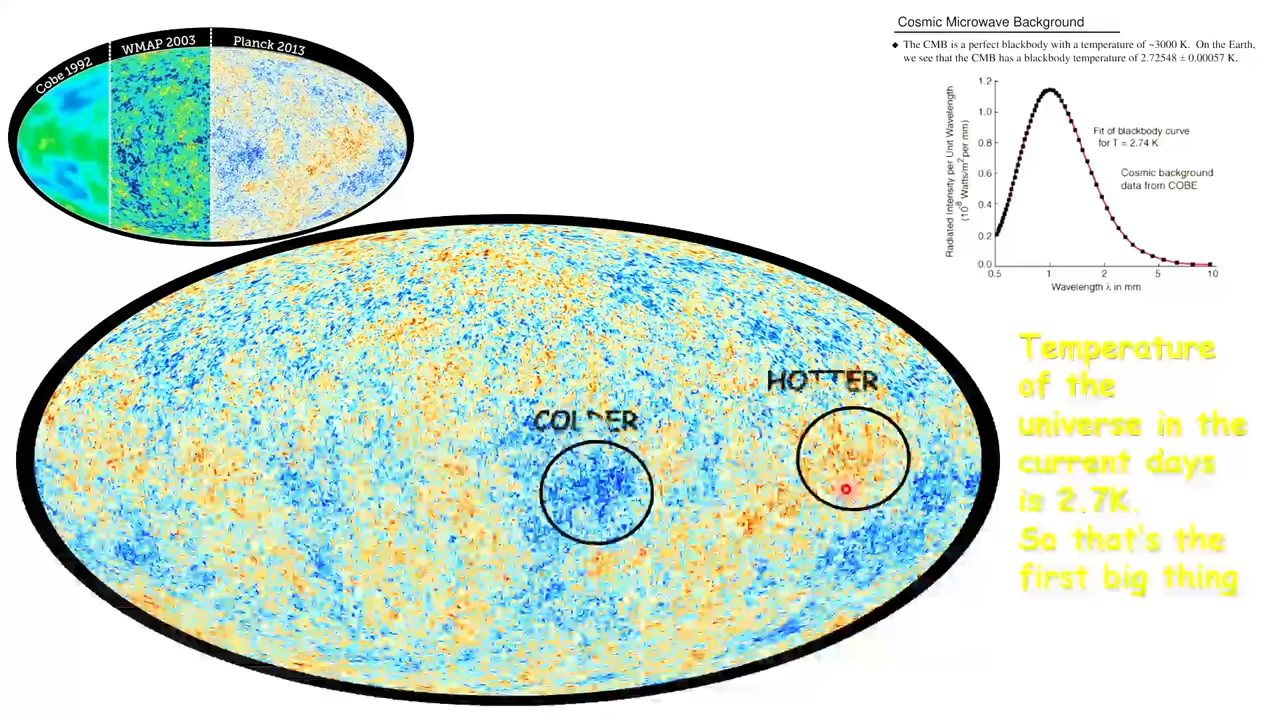 Cobe 1992
WMAP 2003
Planck 2013
Cosmic Microwave Background
◆ The CMB is a perfect blackbody with a temperature of ~3000 K. On the Earth,
we see that the CMB has a blackbody temperature of 2.72548 ± 0.00057 K.
Radiated Intensity per Unit Wavelength
(10⁻⁸ Watts/m² per mm)
1.2
1.0
0.8
0.6
0.4
0.2
0.0
Fit of blackbody curve
for T = 2.74 K
Cosmic background
data from COBE
0.5 1 2 5 10
Wavelength λ in mm
HOTTER
COLDER
Temperature
of the
universe in the
current days
is 2.7K.
So that's the
first big thing